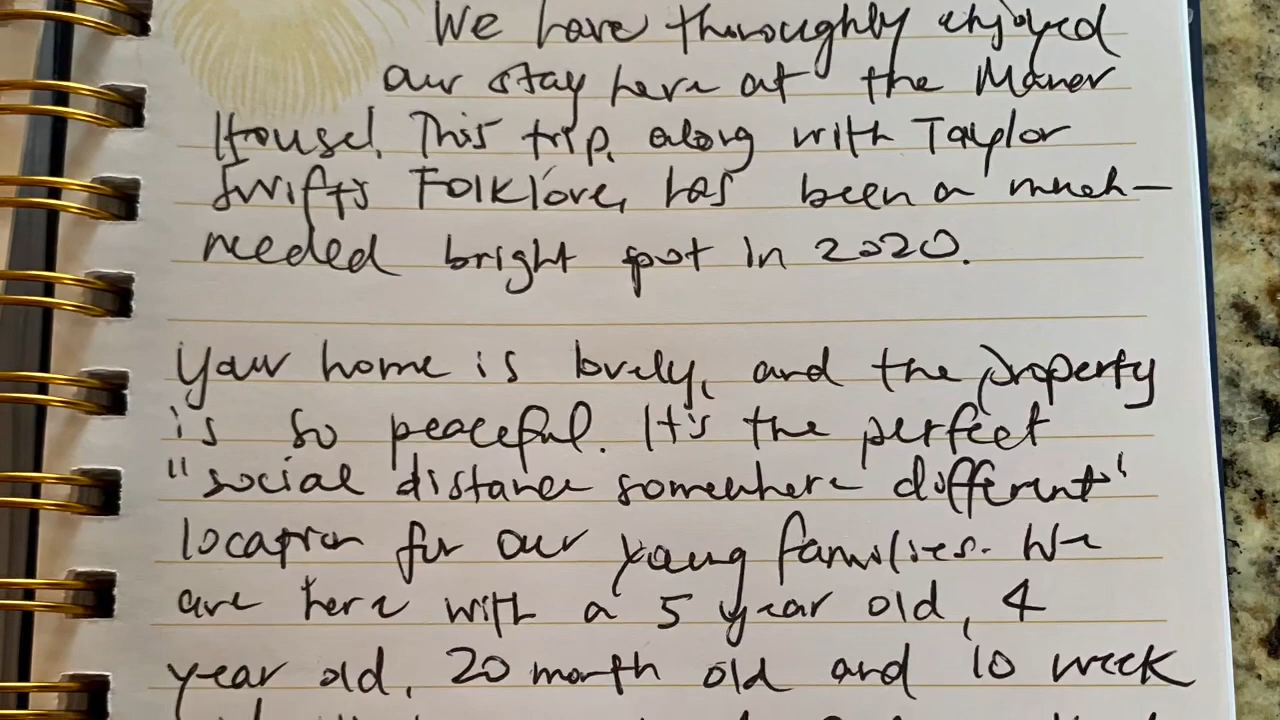 We have thoroughly enjoyed
our stay here at the Manor
House! This trip, along with Taylor
Swift's Folklore, has been a much-
needed bright spot in 2020.
Your home is lovely, and the property
is so peaceful. It's the perfect
"social distance somewhere different"
location for our young families. We
are here with a 5 year old, 4
year old, 20 month old and 10 week